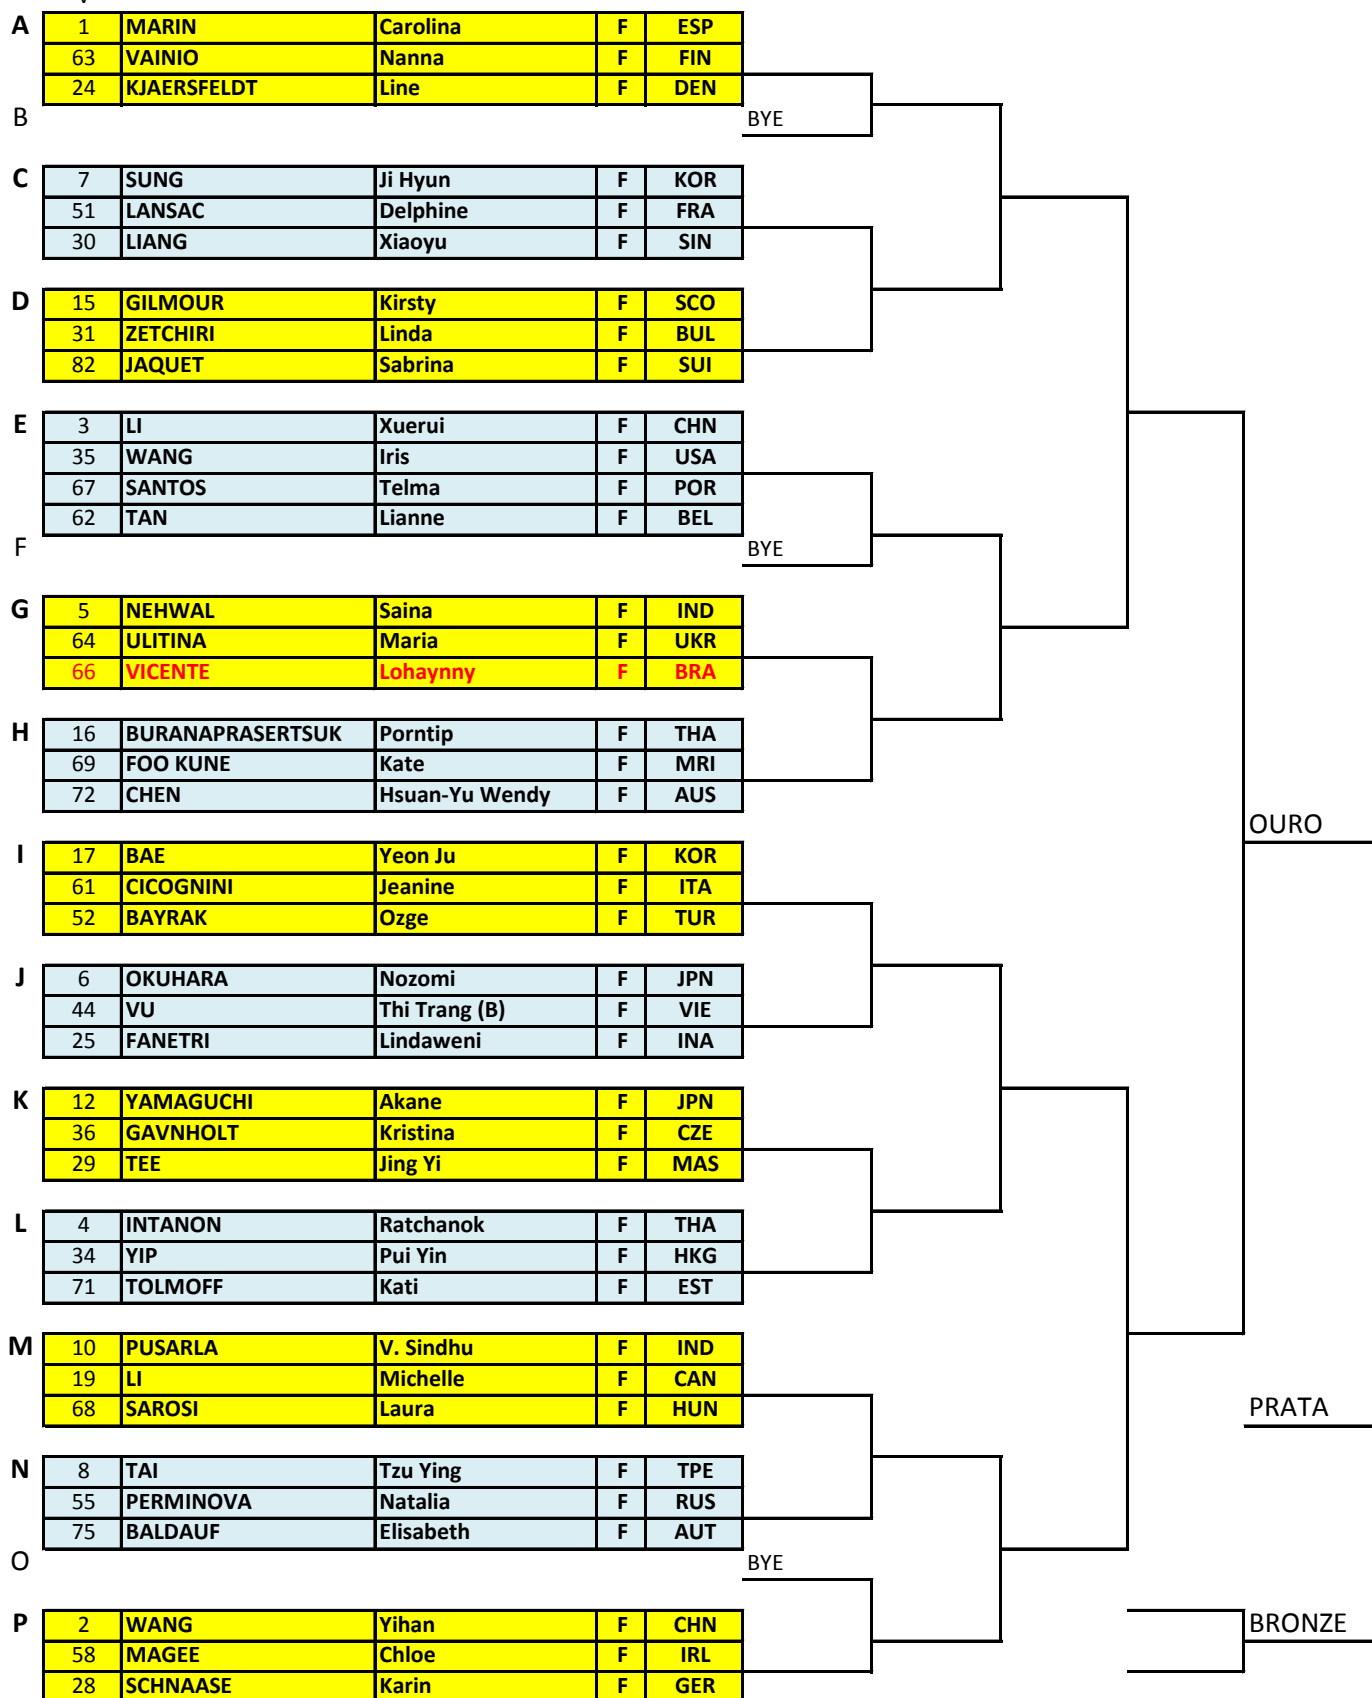 A 1 MARIN Carolina F ESP
63 VAINIO Nanna F FIN
24 KJAERSFELDT Line F DEN
B BYE
C 7 SUNG Ji Hyun F KOR
51 LANSAC Delphine F FRA
30 LIANG Xiaoyu F SIN
D 15 GILMOUR Kirsty F SCO
31 ZETCHIRI Linda F BUL
82 JAQUET Sabrina F SUI
E 3 LI Xuerui F CHN
35 WANG Iris F USA
67 SANTOS Telma F POR
62 TAN Lianne F BEL
F BYE
G 5 NEHWAL Saina F IND
64 ULITINA Maria F UKR
66 VICENTE Lohaynny F BRA
H 16 BURANAPRASERTSUK Porntip F THA
69 FOO KUNE Kate F MRI
72 CHEN Hsuan-Yu Wendy F AUS
OURO
I 17 BAE Yeon Ju F KOR
61 CICOGNINI Jeanine F ITA
52 BAYRAK Ozge F TUR
J 6 OKUHARA Nozomi F JPN
44 VU Thi Trang (B) F VIE
25 FANETRI Lindaweni F INA
K 12 YAMAGUCHI Akane F JPN
36 GAVNHOLT Kristina F CZE
29 TEE Jing Yi F MAS
L 4 INTANON Ratchanok F THA
34 YIP Pui Yin F HKG
71 TOLMOFF Kati F EST
M 10 PUSARLA V. Sindhu F IND
19 LI Michelle F CAN
68 SAROSI Laura F HUN
PRATA
N 8 TAI Tzu Ying F TPE
55 PERMINOVA Natalia F RUS
75 BALDAUF Elisabeth F AUT
O BYE
P 2 WANG Yihan F CHN
BRONZE
58 MAGEE Chloe F IRL
28 SCHNAASE Karin F GER